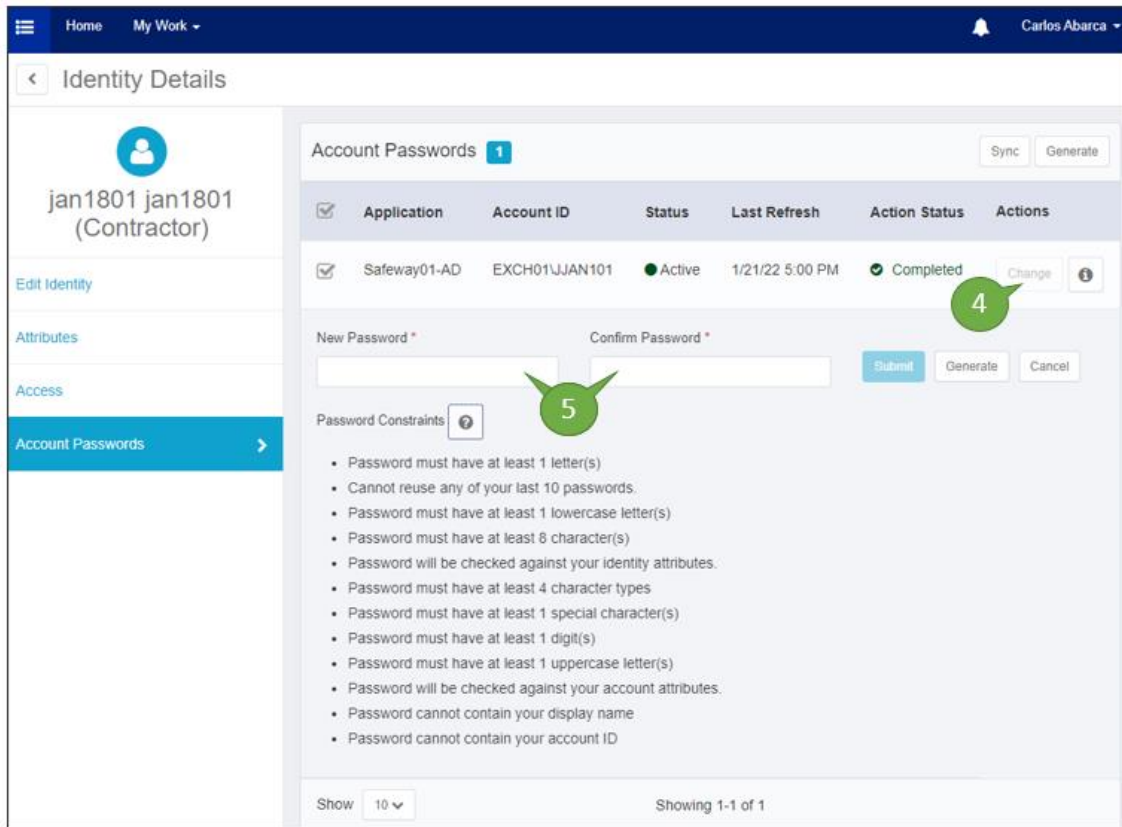 Home My Work Carlos Abarca
Identity Details
jan1801 jan1801
(Contractor)
Edit Identity
Attributes
Access
Account Passwords
Account Passwords 1 Sync Generate
Application Account ID Status Last Refresh Action Status Actions
Safeway01-AD EXCH01\JJAN101 Active 1/21/22 5:00 PM Completed Change
4
New Password * Confirm Password *
Submit Generate Cancel
5
Password Constraints
• Password must have at least 1 letter(s)
• Cannot reuse any of your last 10 passwords.
• Password must have at least 1 lowercase letter(s)
• Password must have at least 8 character(s)
• Password will be checked against your identity attributes.
• Password must have at least 4 character types
• Password must have at least 1 special character(s)
• Password must have at least 1 digit(s)
• Password must have at least 1 uppercase letter(s)
• Password will be checked against your account attributes.
• Password cannot contain your display name
• Password cannot contain your account ID
Show 10 Showing 1-1 of 1